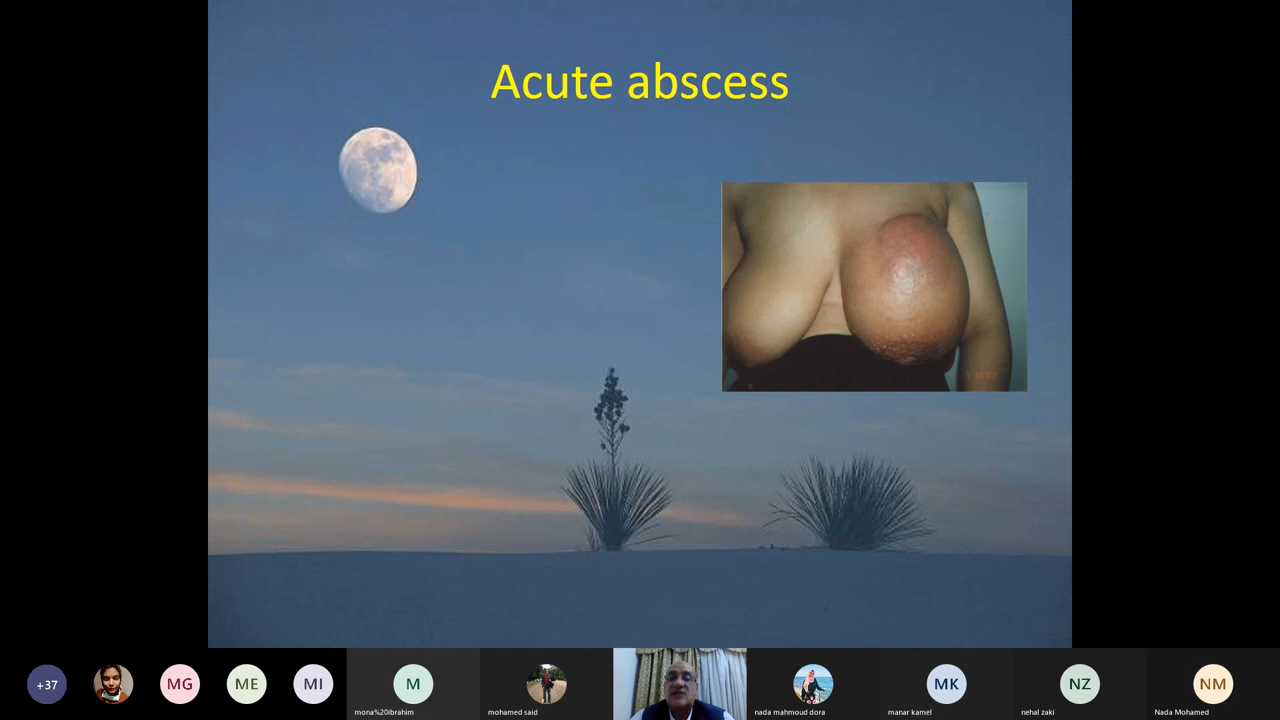 Acute abscess
+37
MG
ME
MI
M
MK
NZ
NM
mona%20ibrahim
mohamed said
nada mahmoud dora
manar kamel
nehal zaki
Nada Mohamed